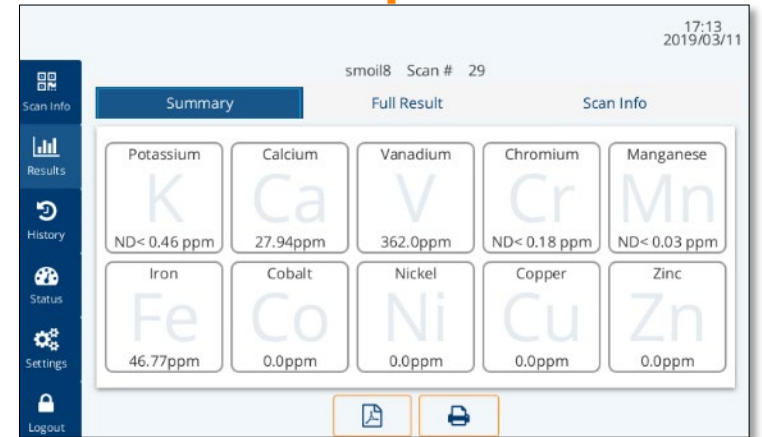 17:13
2019/03/11
smoil8 Scan # 29
Scan Info
Results
History
Status
Settings
Logout
Summary Full Result Scan Info
Potassium Calcium Vanadium Chromium Manganese
K Ca V Cr Mn
ND< 0.46 ppm 27.94ppm 362.0ppm ND< 0.18 ppm ND< 0.03 ppm
Iron Cobalt Nickel Copper Zinc
Fe Co Ni Cu Zn
46.77ppm 0.0ppm 0.0ppm 0.0ppm 0.0ppm